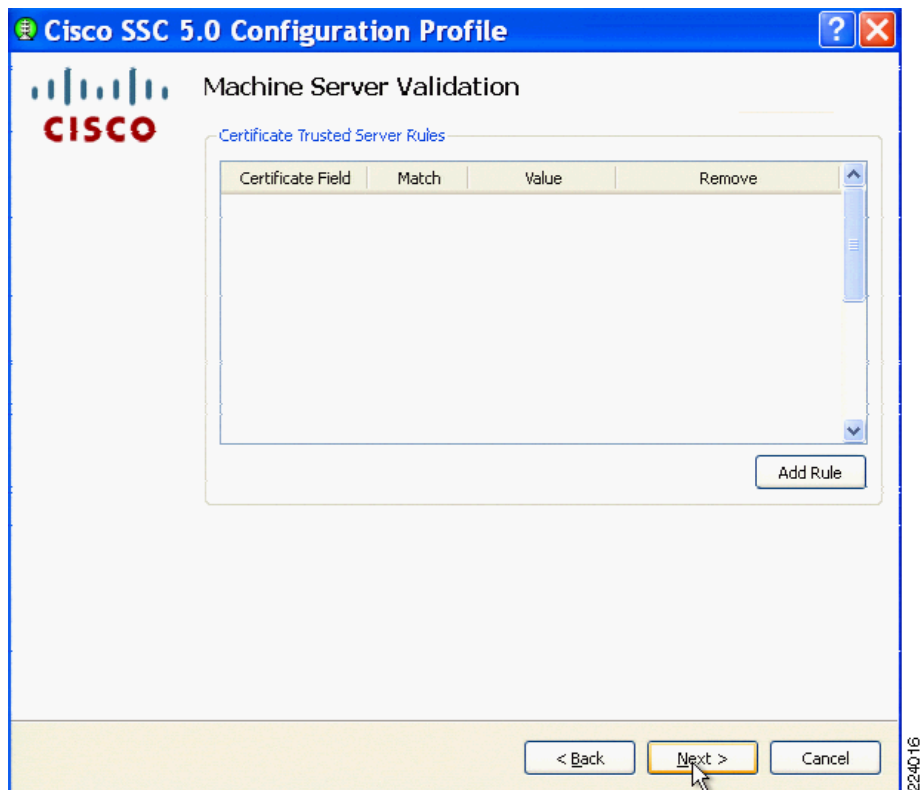 Cisco SSC 5.0 Configuration Profile
?
CISCO
Machine Server Validation
Certificate Trusted Server Rules
Certificate Field Match Value Remove
Add Rule
< Back Next > Cancel
224016